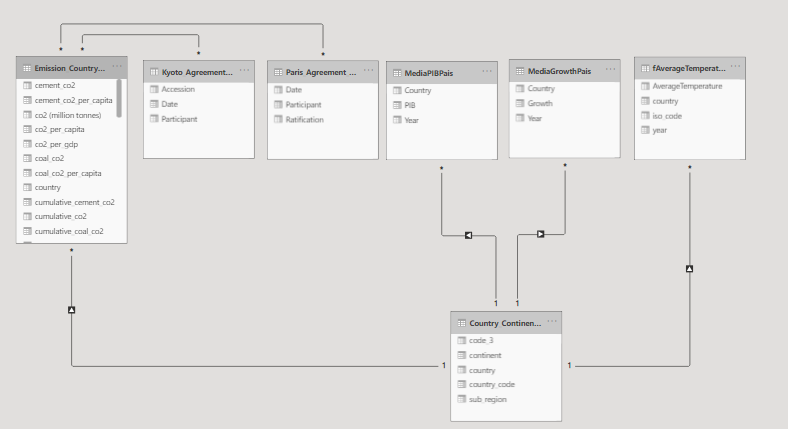 Emission Country...
cement_co2
cement_co2_per_capita
co2 (million tonnes)
co2_per_capita
co2_per_gdp
coal_co2
coal_co2_per_capita
country
cumulative_cement_co2
cumulative_co2
cumulative_coal_co2
Kyoto Agreement...
Accession
Date
Participant
Paris Agreement ...
Date
Participant
Ratification
MediaPIBPais
Country
PIB
Year
MediaGrowthPais
Country
Growth
Year
fAverageTemperat...
AverageTemperature
country
iso_code
year
* * * *
* * * *
1 1 1 1
Country Continen...
code_3
continent
country
country_code
sub_region